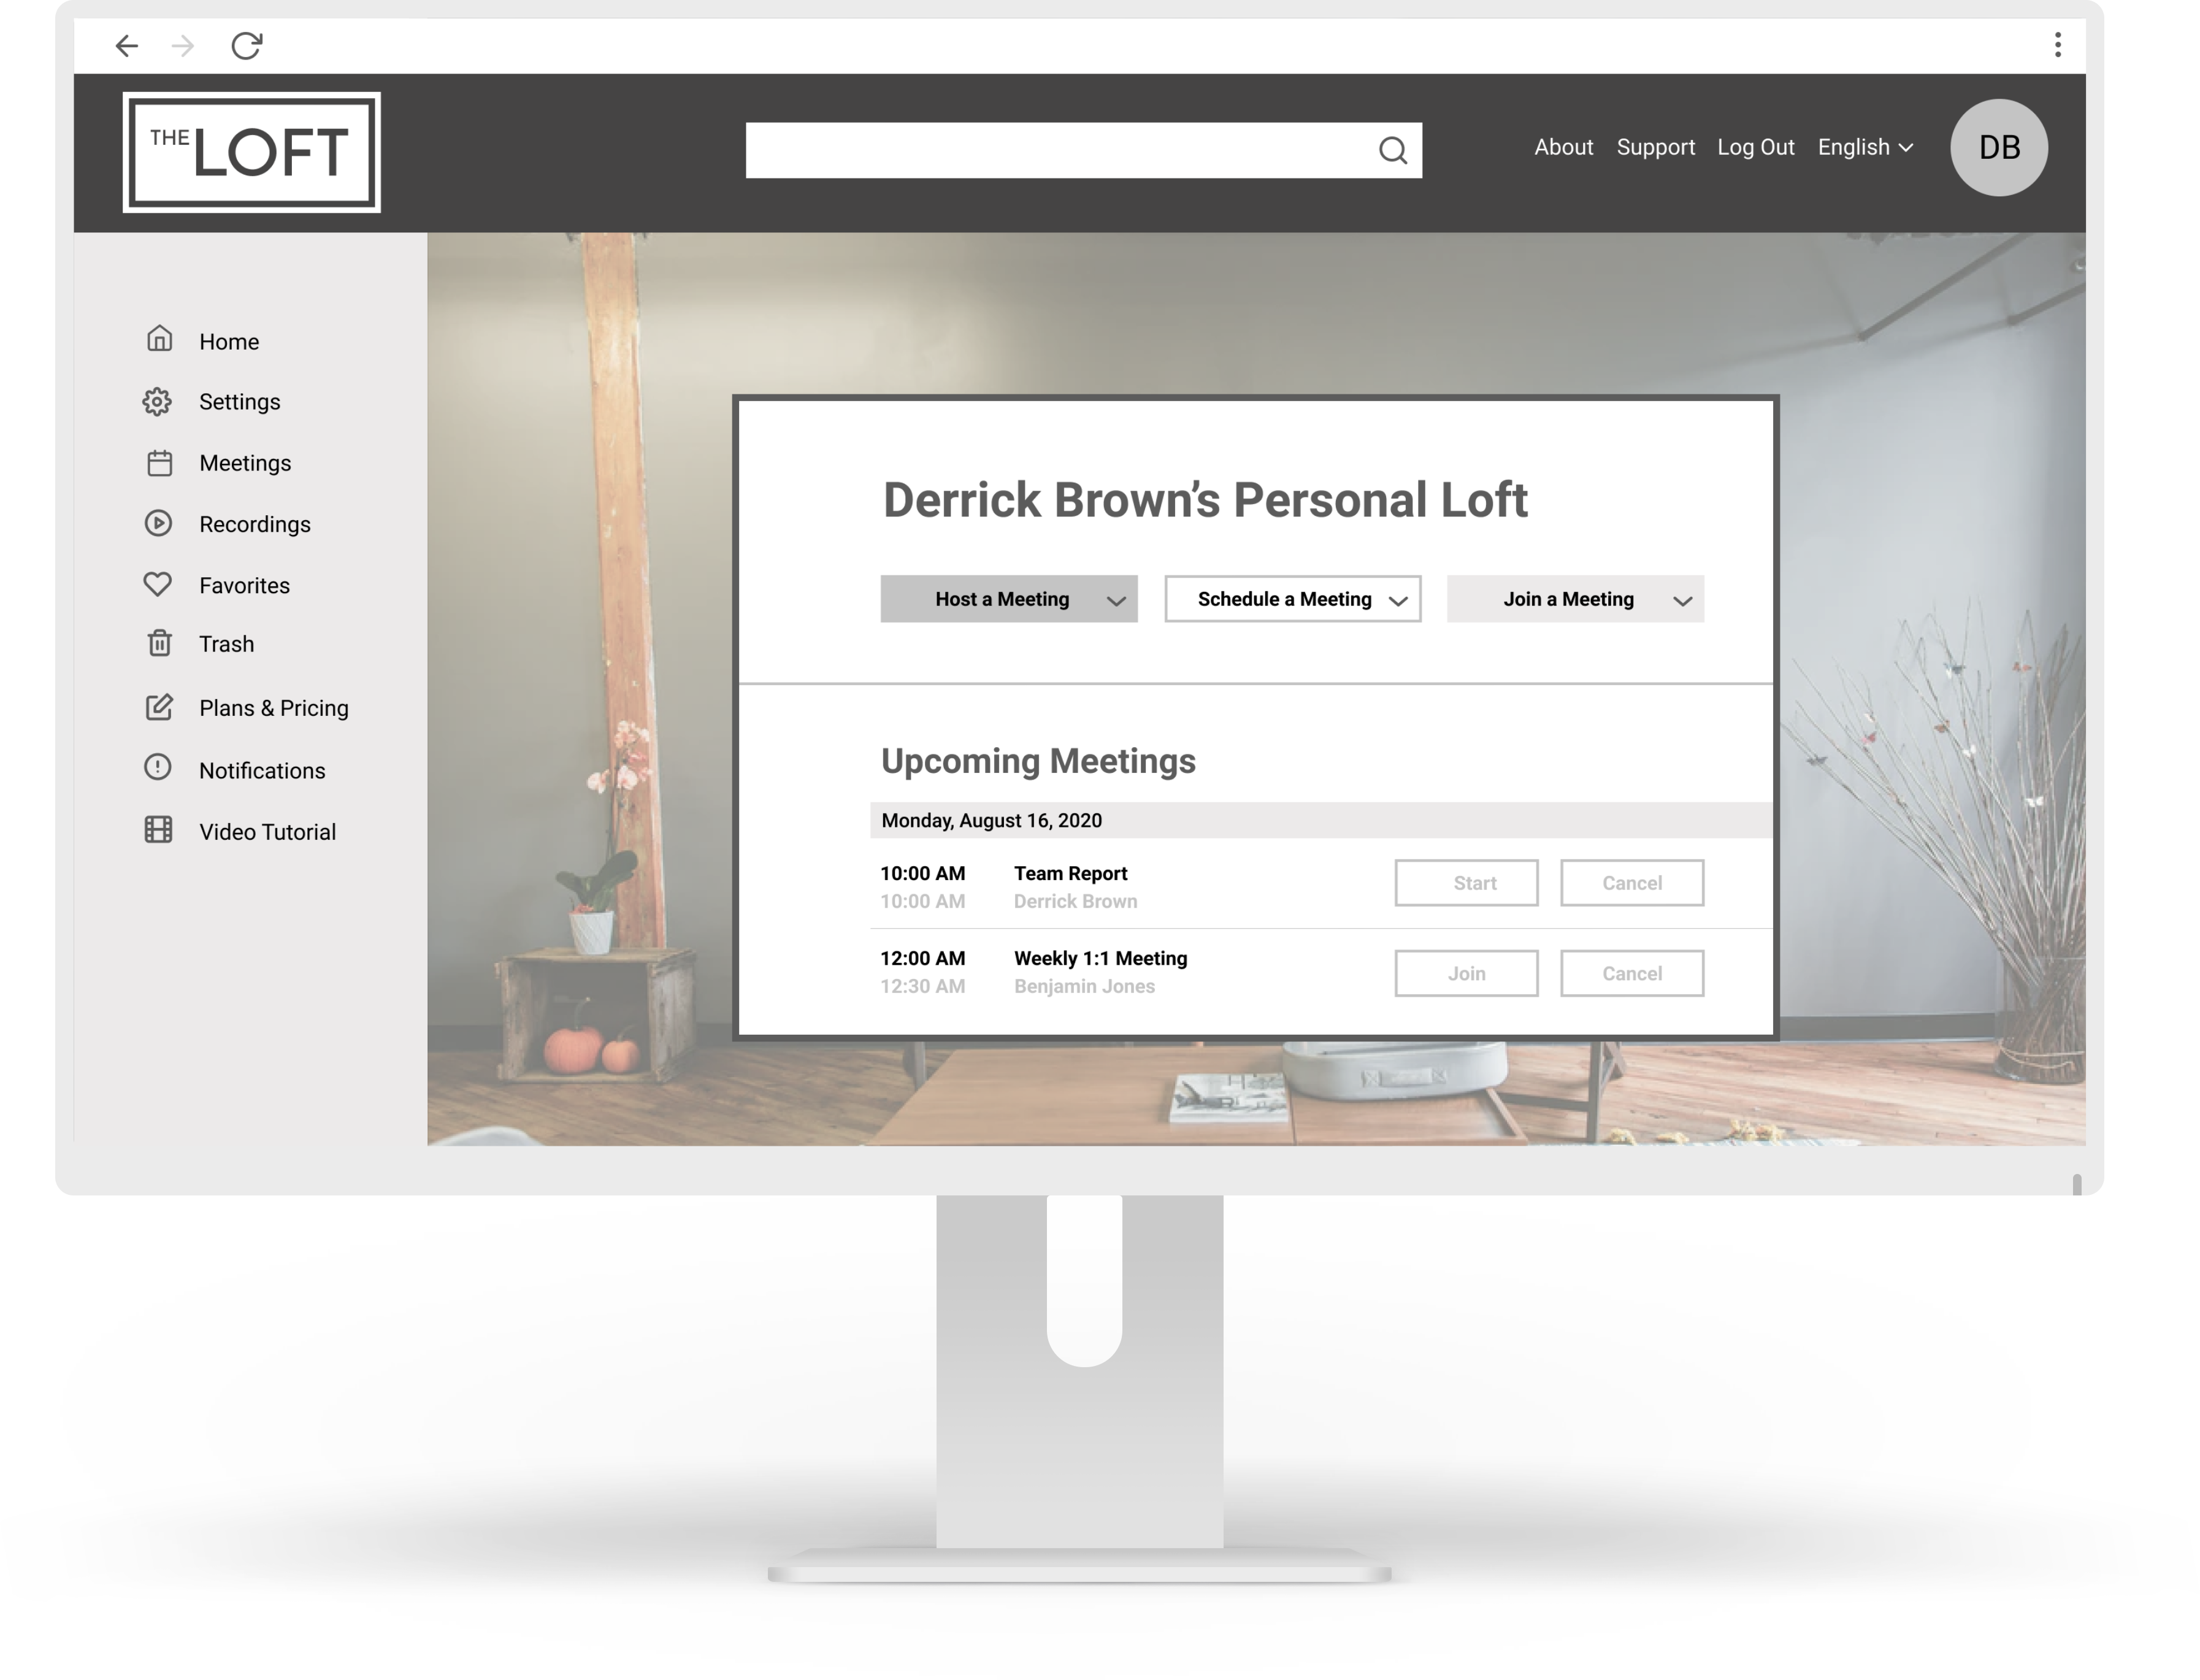 THE LOFT
About Support Log Out English
DB
Home
Settings
Meetings
Recordings
Favorites
Trash
Plans & Pricing
Notifications
Video Tutorial
Derrick Brown’s Personal Loft
Host a Meeting
Schedule a Meeting
Join a Meeting
Upcoming Meetings
Monday, August 16, 2020
10:00 AM Team Report
10:00 AM Derrick Brown
Start Cancel
12:00 AM Weekly 1:1 Meeting
12:30 AM Benjamin Jones
Join Cancel